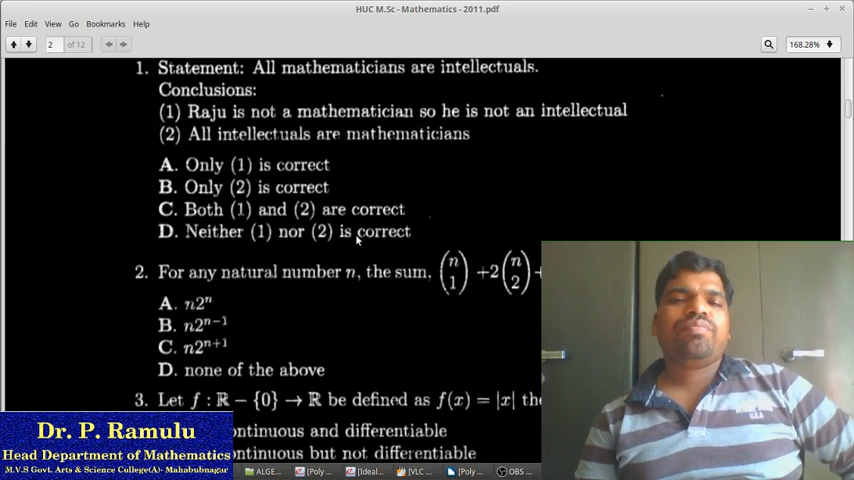 HUC M.Sc - Mathematics - 2011.pdf
File Edit View Go Bookmarks Help
2 of 12
168.28%
1. Statement: All mathematicians are intellectuals.
Conclusions:
(1) Raju is not a mathematician so he is not an intellectual
(2) All intellectuals are mathematicians
A. Only (1) is correct
B. Only (2) is correct
C. Both (1) and (2) are correct
D. Neither (1) nor (2) is correct
2. For any natural number n, the sum, \binom{n}{1} +2\binom{n}{2}+
A. n2^n
B. n2^{n-1}
C. n2^{n+1}
D. none of the above
3. Let f : ℝ − {0} → ℝ be defined as f(x) = |x| the
ontinuous and differentiable
ontinuous but not differentiable
Dr. P. Ramulu
Head Department of Mathematics
M.V.S Govt. Arts & Science College(A)- Mahabubnagar
ALGE... [Poly ... [Ideal... [VLC ... [Poly ... OBS ...